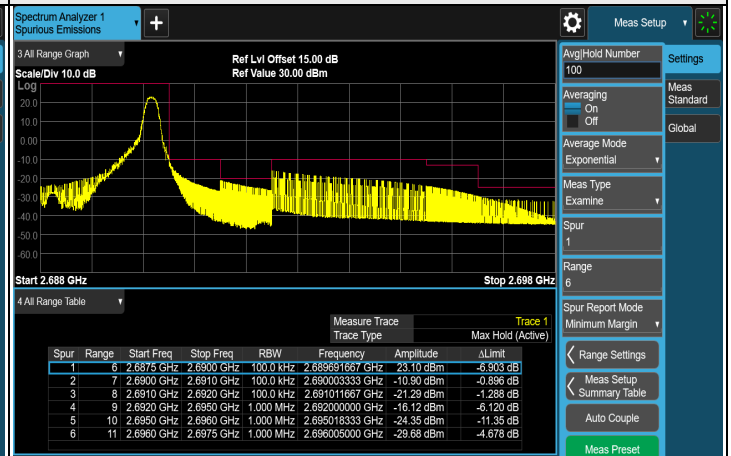 Spectrum Analyzer 1
Spurious Emissions
+
Meas Setup
3 All Range Graph
Ref Lvl Offset 15.00 dB
Scale/Div 10.0 dB
Ref Value 30.00 dBm
Log
20.0
10.0
0.00
-10.0
-20.0
-30.0
-40.0
-50.0
-60.0
Start 2.688 GHz
Stop 2.698 GHz
4 All Range Table
Measure Trace Trace 1
Trace Type Max Hold (Active)
Spur Range Start Freq Stop Freq RBW Frequency Amplitude ΔLimit
1 6 2.6875 GHz 2.6900 GHz 100.0 kHz 2.689691667 GHz 23.10 dBm -6.903 dB
2 7 2.6900 GHz 2.6910 GHz 100.0 kHz 2.690003333 GHz -10.90 dBm -0.896 dB
3 8 2.6910 GHz 2.6920 GHz 100.0 kHz 2.691011667 GHz -21.29 dBm -1.288 dB
4 9 2.6920 GHz 2.6950 GHz 1.000 MHz 2.692000000 GHz -16.12 dBm -6.120 dB
5 10 2.6950 GHz 2.6960 GHz 1.000 MHz 2.695018333 GHz -24.35 dBm -11.35 dB
6 11 2.6960 GHz 2.6975 GHz 1.000 MHz 2.696005000 GHz -29.68 dBm -4.678 dB
Avg|Hold Number
100
Averaging
On
Off
Average Mode
Exponential
Meas Type
Examine
Spur
1
Range
6
Spur Report Mode
Minimum Margin
Range Settings
Meas Setup
Summary Table
Auto Couple
Meas Preset
Settings
Meas
Standard
Global